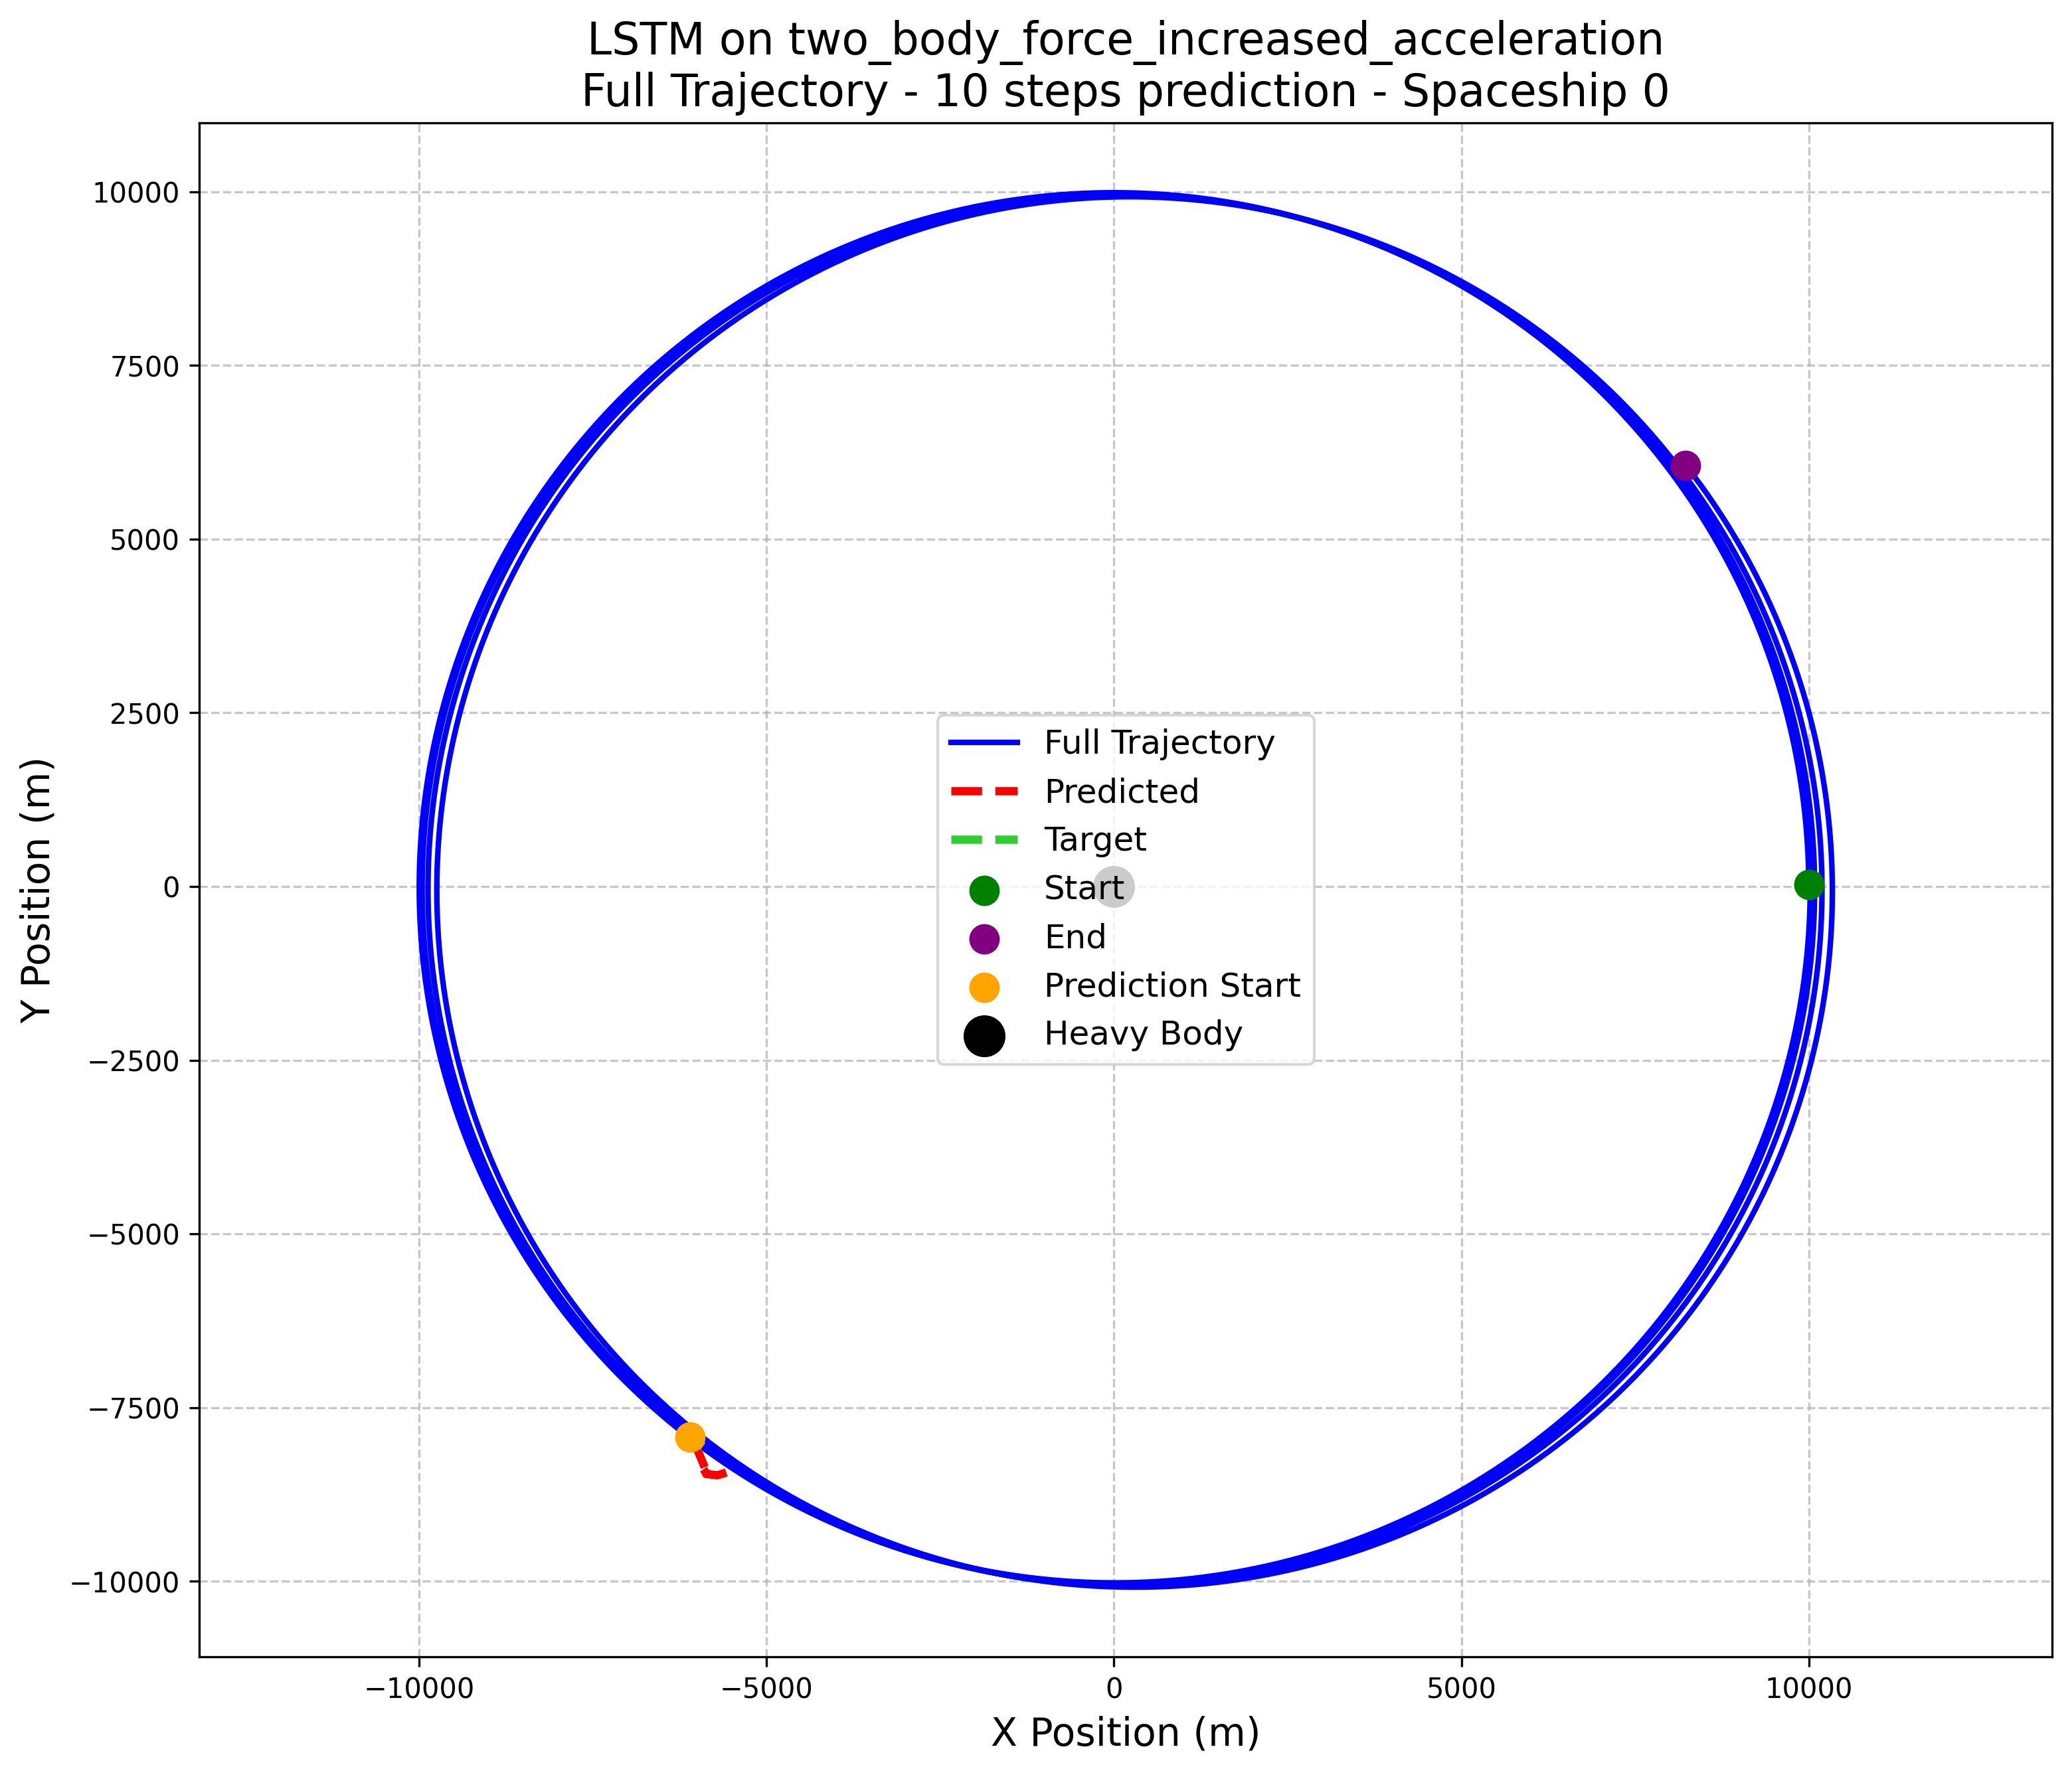 LSTM on two_body_force_increased_acceleration
Full Trajectory - 10 steps prediction - Spaceship 0
10000
7500
5000
2500
0
−2500
−5000
−7500
−10000
Y Position (m)
Full Trajectory
Predicted
Target
Start
End
Prediction Start
Heavy Body
−10000
−5000
0
5000
10000
X Position (m)